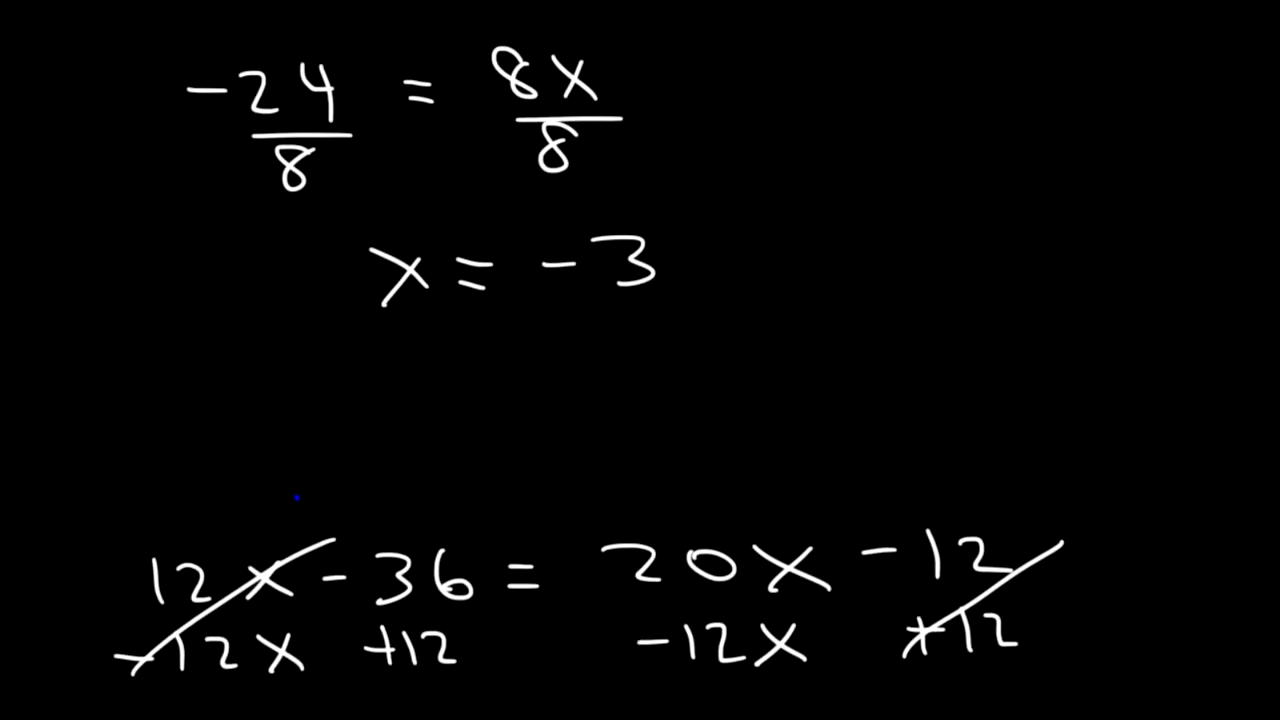 -24 = 8x
8 8
x = -3
12x - 36 = 20x - 12
-12x +12 -12x +12